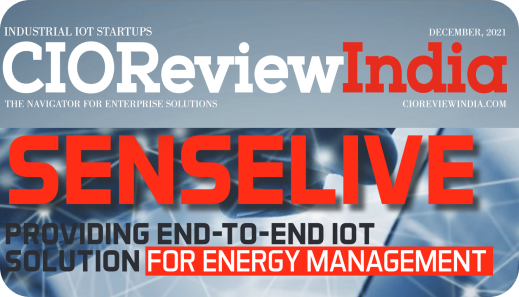 INDUSTRIAL IOT STARTUPS
DECEMBER, 2021
CIOReviewIndia
THE NAVIGATOR FOR ENTERPRISE SOLUTIONS
CIOREVIEWINDIA.COM
SENSELIVE
PROVIDING END-TO-END IOT
SOLUTION FOR ENERGY MANAGEMENT